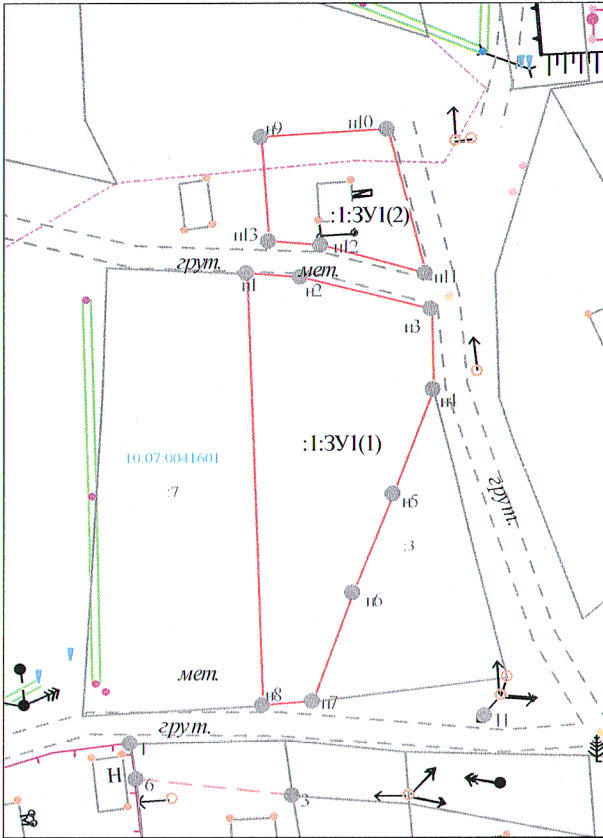 н9
н10
:1:ЗУ1(2)
н13
н12
грут.
мет.
н11
н1
н2
н3
н4
:1:ЗУ1(1)
10:07:0041601
:7
н5
грун.
:3
н6
мет.
н8
н7
11
грут.
1
Н
6
3